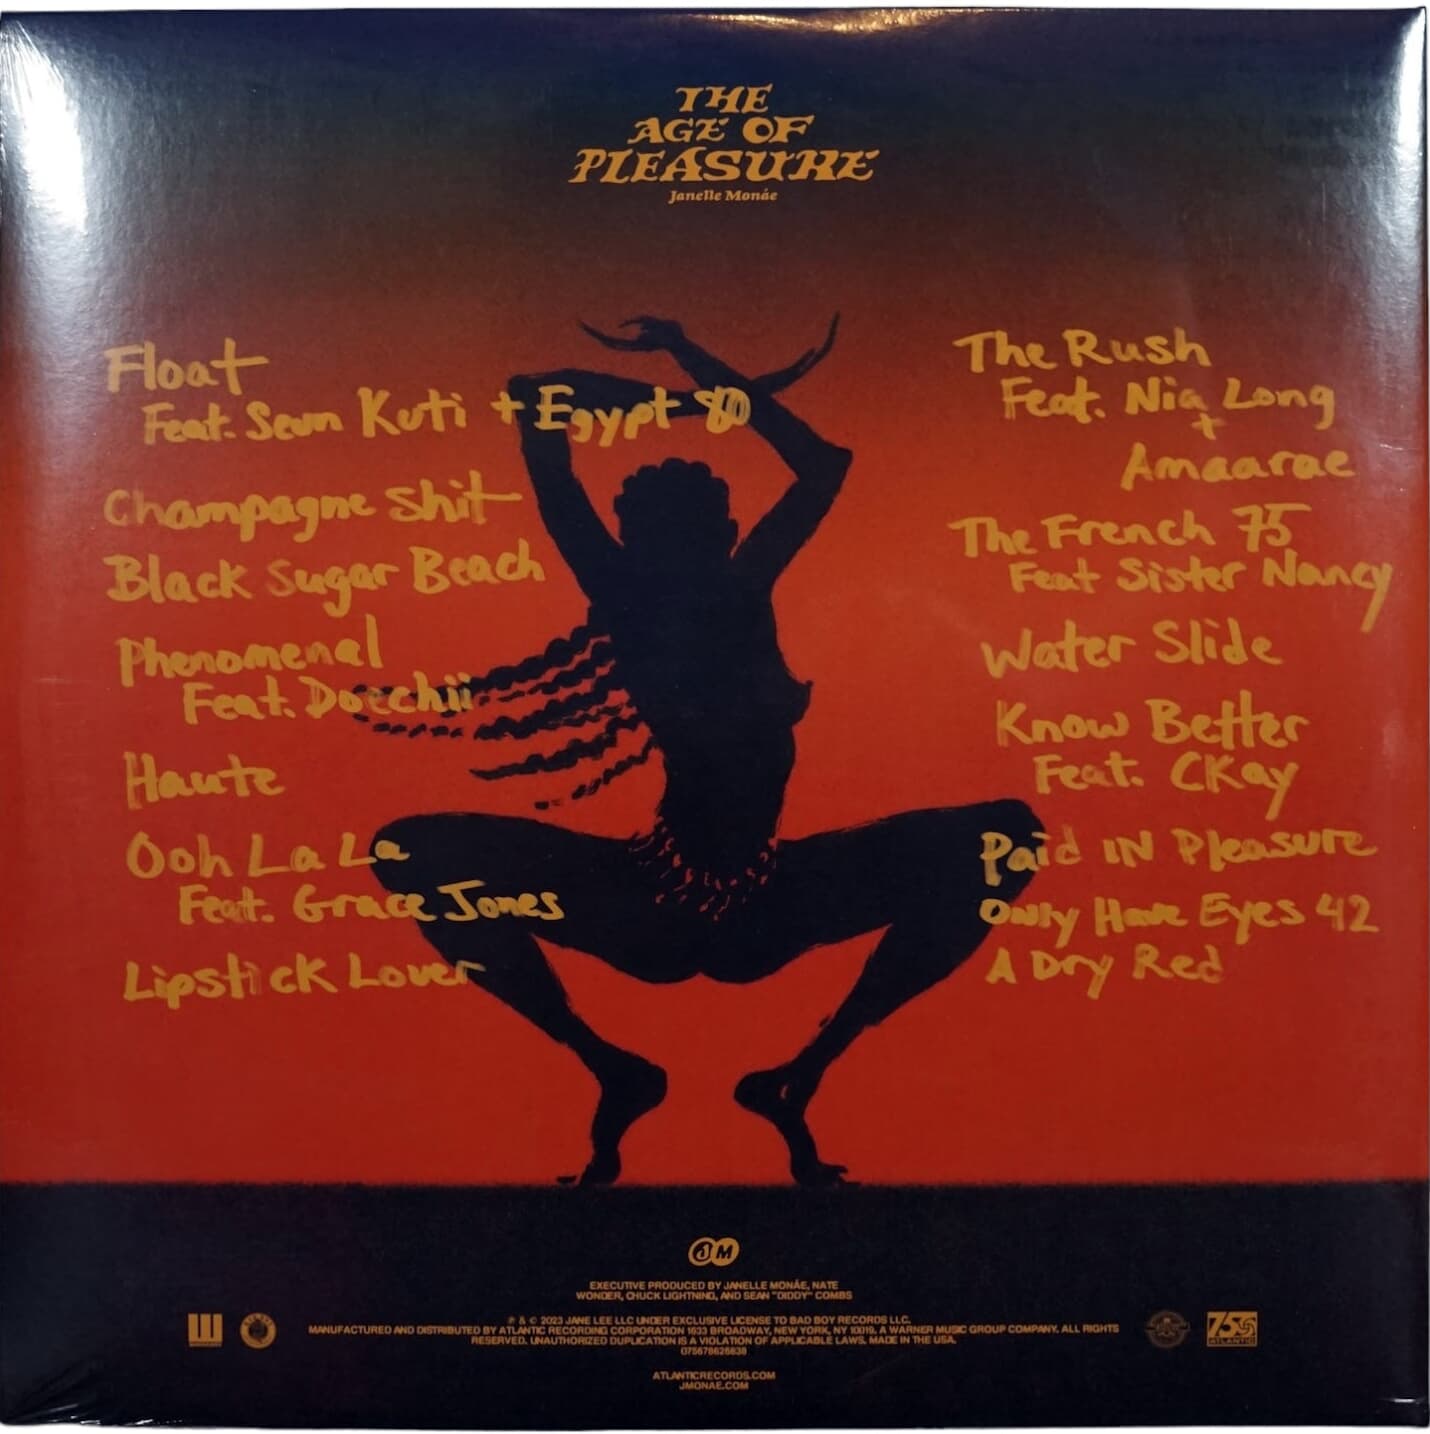 THE
AGE OF
PLEASURE
Janelle Monáe
Float
Feat. Seun Kuti + Egypt 80
Champagne Shit
Black Sugar Beach
Phenomenal
Feat. Doechii
Haute
Ooh La La
Feat. Grace Jones
Lipstick Lover
The Rush
Feat. Nia Long
+
Amaarae
The French 75
Feat Sister Nancy
Water Slide
Know Better
Feat. CKay
Paid IN Pleasure
Only Have Eyes 42
A Dry Red
JM
EXECUTIVE PRODUCED BY JANELLE MONÁE, NATE
WONDER, CHUCK LIGHTNING, AND SEAN "DIDDY" COMBS
℗ & © 2023 JANE LEE LLC UNDER EXCLUSIVE LICENSE TO BAD BOY RECORDS LLC.
MANUFACTURED AND DISTRIBUTED BY ATLANTIC RECORDING CORPORATION 1633 BROADWAY, NEW YORK, NY 10019. A WARNER MUSIC GROUP COMPANY. ALL RIGHTS
RESERVED. UNAUTHORIZED DUPLICATION IS A VIOLATION OF APPLICABLE LAWS. MADE IN THE USA.
075678626838
75
ATLANTIC
ATLANTICRECORDS.COM
JMONAE.COM